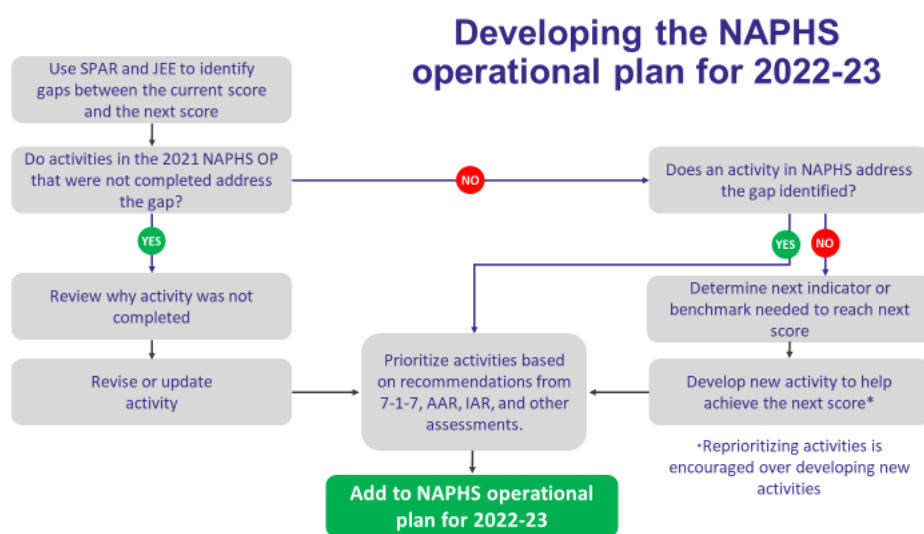 Developing the NAPHS
operational plan for 2022-23
Use SPAR and JEE to identify
gaps between the current score
and the next score
Do activities in the 2021 NAPHS OP
that were not completed address
the gap?
NO
Does an activity in NAPHS address
the gap identified?
YES
YES
NO
Review why activity was not
completed
Determine next indicator or
benchmark needed to reach next
score
Revise or update
activity
Prioritize activities based
on recommendations from
7-1-7, AAR, IAR, and other
assessments.
Develop new activity to help
achieve the next score*
*Reprioritizing activities is
encouraged over developing new
activities
Add to NAPHS operational
plan for 2022-23